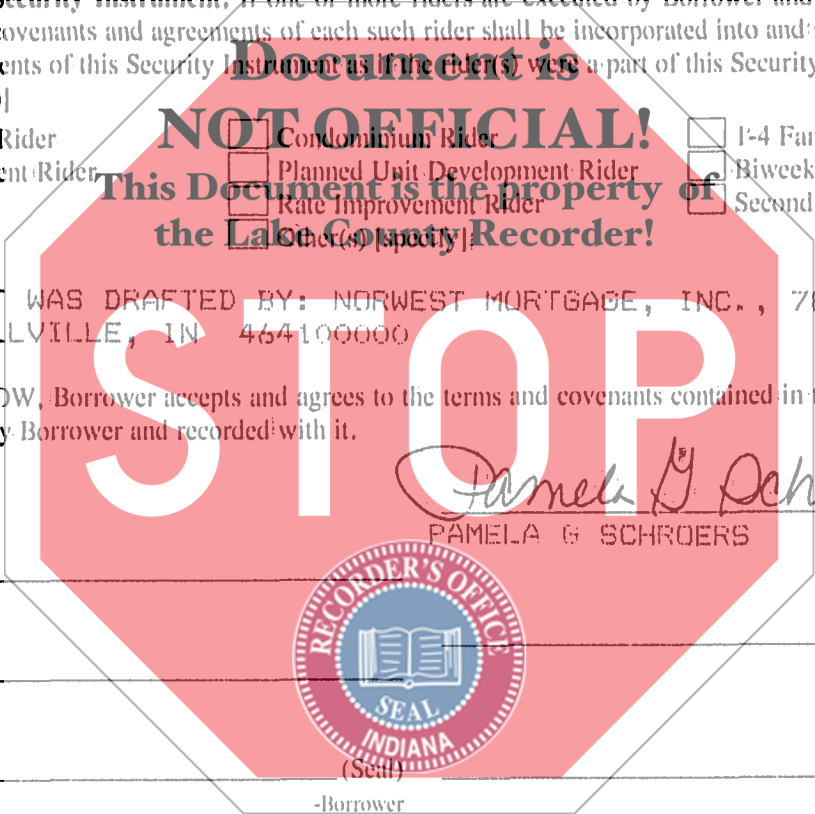 Security Instrument. If one or more riders are executed by Borrower and
ovenants and agreements of each such rider shall be incorporated into and
ents of this Security Instrument as if the rider(s) were a part of this Security
Document is
NOT OFFICIAL!
This Document is the property of
the Lake County Recorder!
Rider
Condominium Rider
1-4 Fam
ent Rider
Planned Unit Development Rider
Biweek
Rate Improvement Rider
Second
Other(s) [specify]
WAS DRAFTED BY: NORWEST MORTGAGE, INC., 78
LLVILLE, IN 464100000
STOP
OW, Borrower accepts and agrees to the terms and covenants contained in t
y Borrower and recorded with it.
Pamela G Sch
PAMELA G SCHROERS
RECORDER'S OFFICE
SEAL
INDIANA
(Seal)
-Borrower